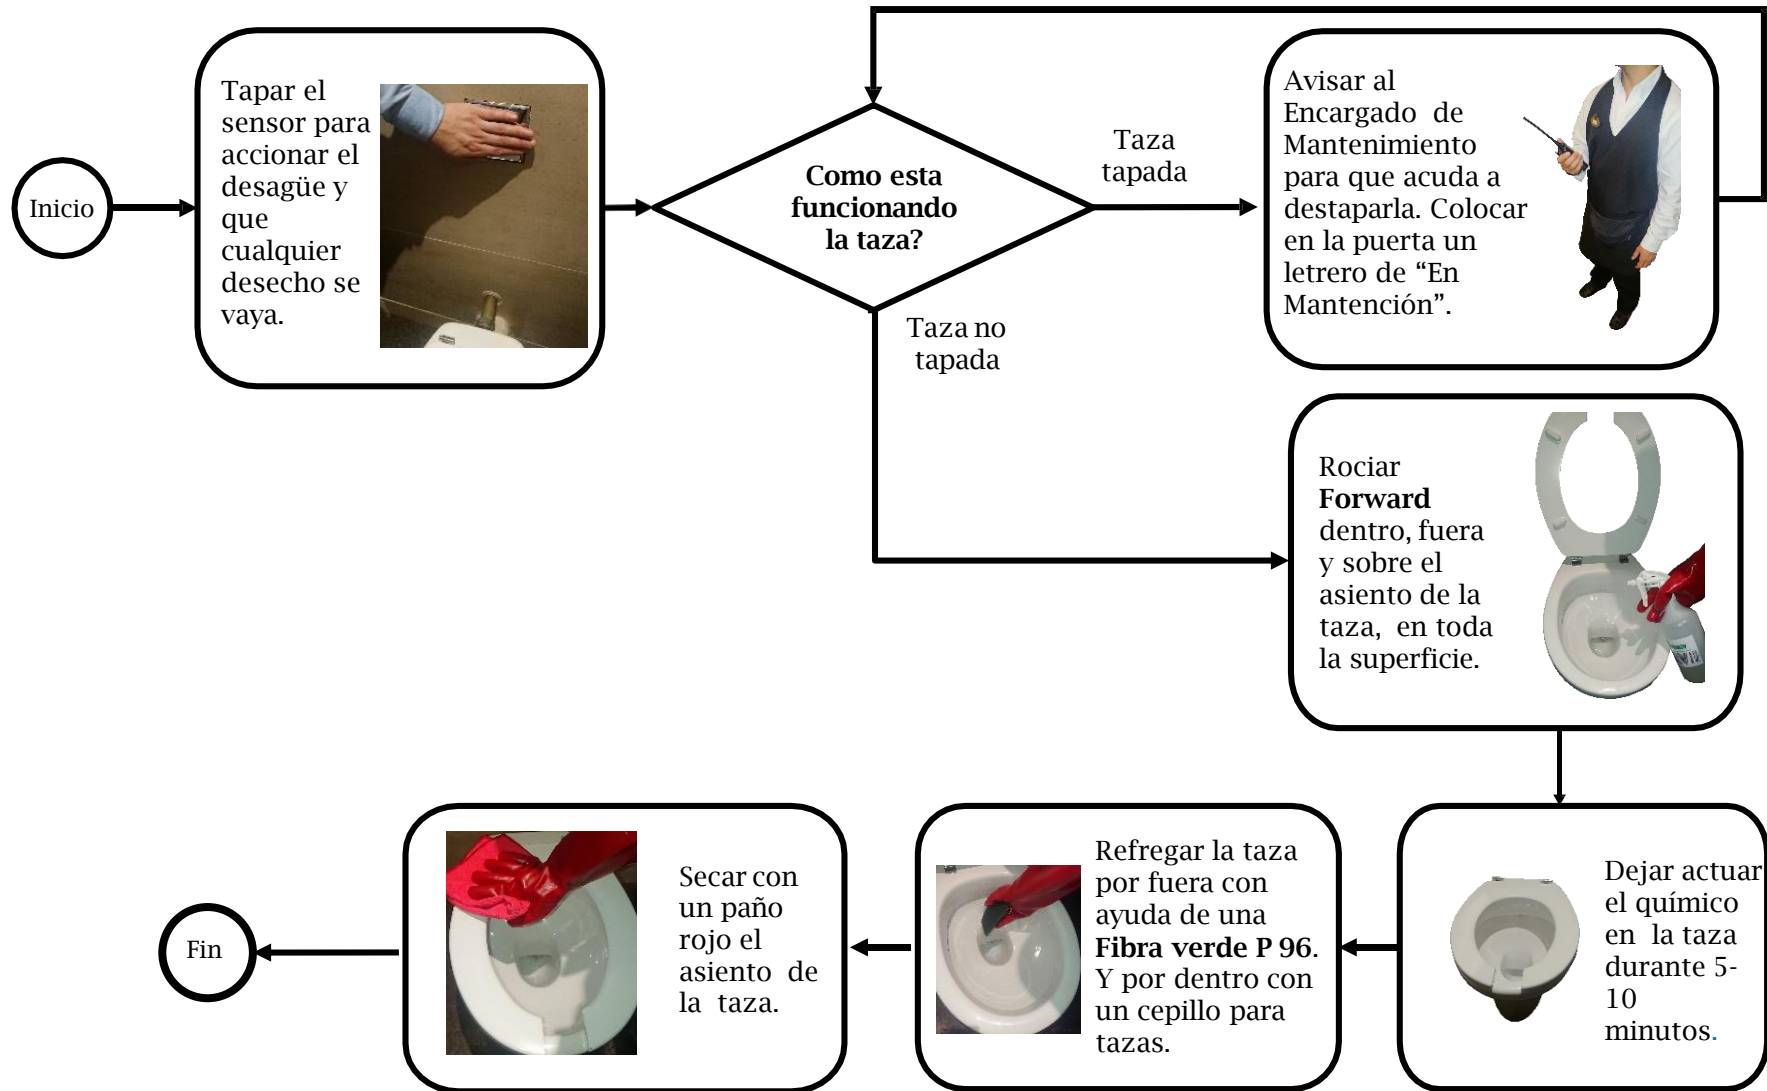 Inicio
Tapar el
sensor para
accionar el
desagüe y
que
cualquier
desecho se
vaya.
Como esta
funcionando
la taza?
Taza
tapada
Avisar al
Encargado de
Mantenimiento
para que acuda a
destaparla. Colocar
en la puerta un
letrero de “En
Mantención”.
Taza no
tapada
Rociar
Forward
dentro, fuera
y sobre el
asiento de la
taza, en toda
la superficie.
Dejar actuar
el químico
en la taza
durante 5-
10
minutos.
Refregar la taza
por fuera con
ayuda de una
Fibra verde P 96.
Y por dentro con
un cepillo para
tazas.
Secar con
un paño
rojo el
asiento de
la taza.
Fin